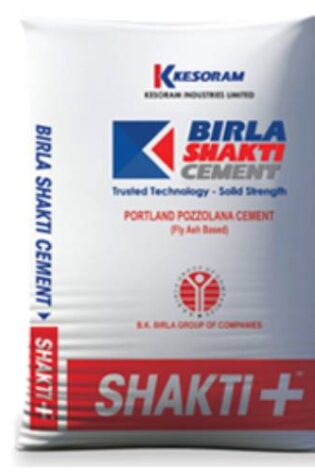 KESORAM
KESORAM INDUSTRIES LIMITED
BIRLA
SHAKTI
CEMENT
Trusted Technology - Solid Strength
PORTLAND POZZOLANA CEMENT
(Fly Ash Based)
B.K. BIRLA GROUP OF COMPANIES
SHAKTI+
BIRLA SHAKTI CEMENT
SHAKTI+